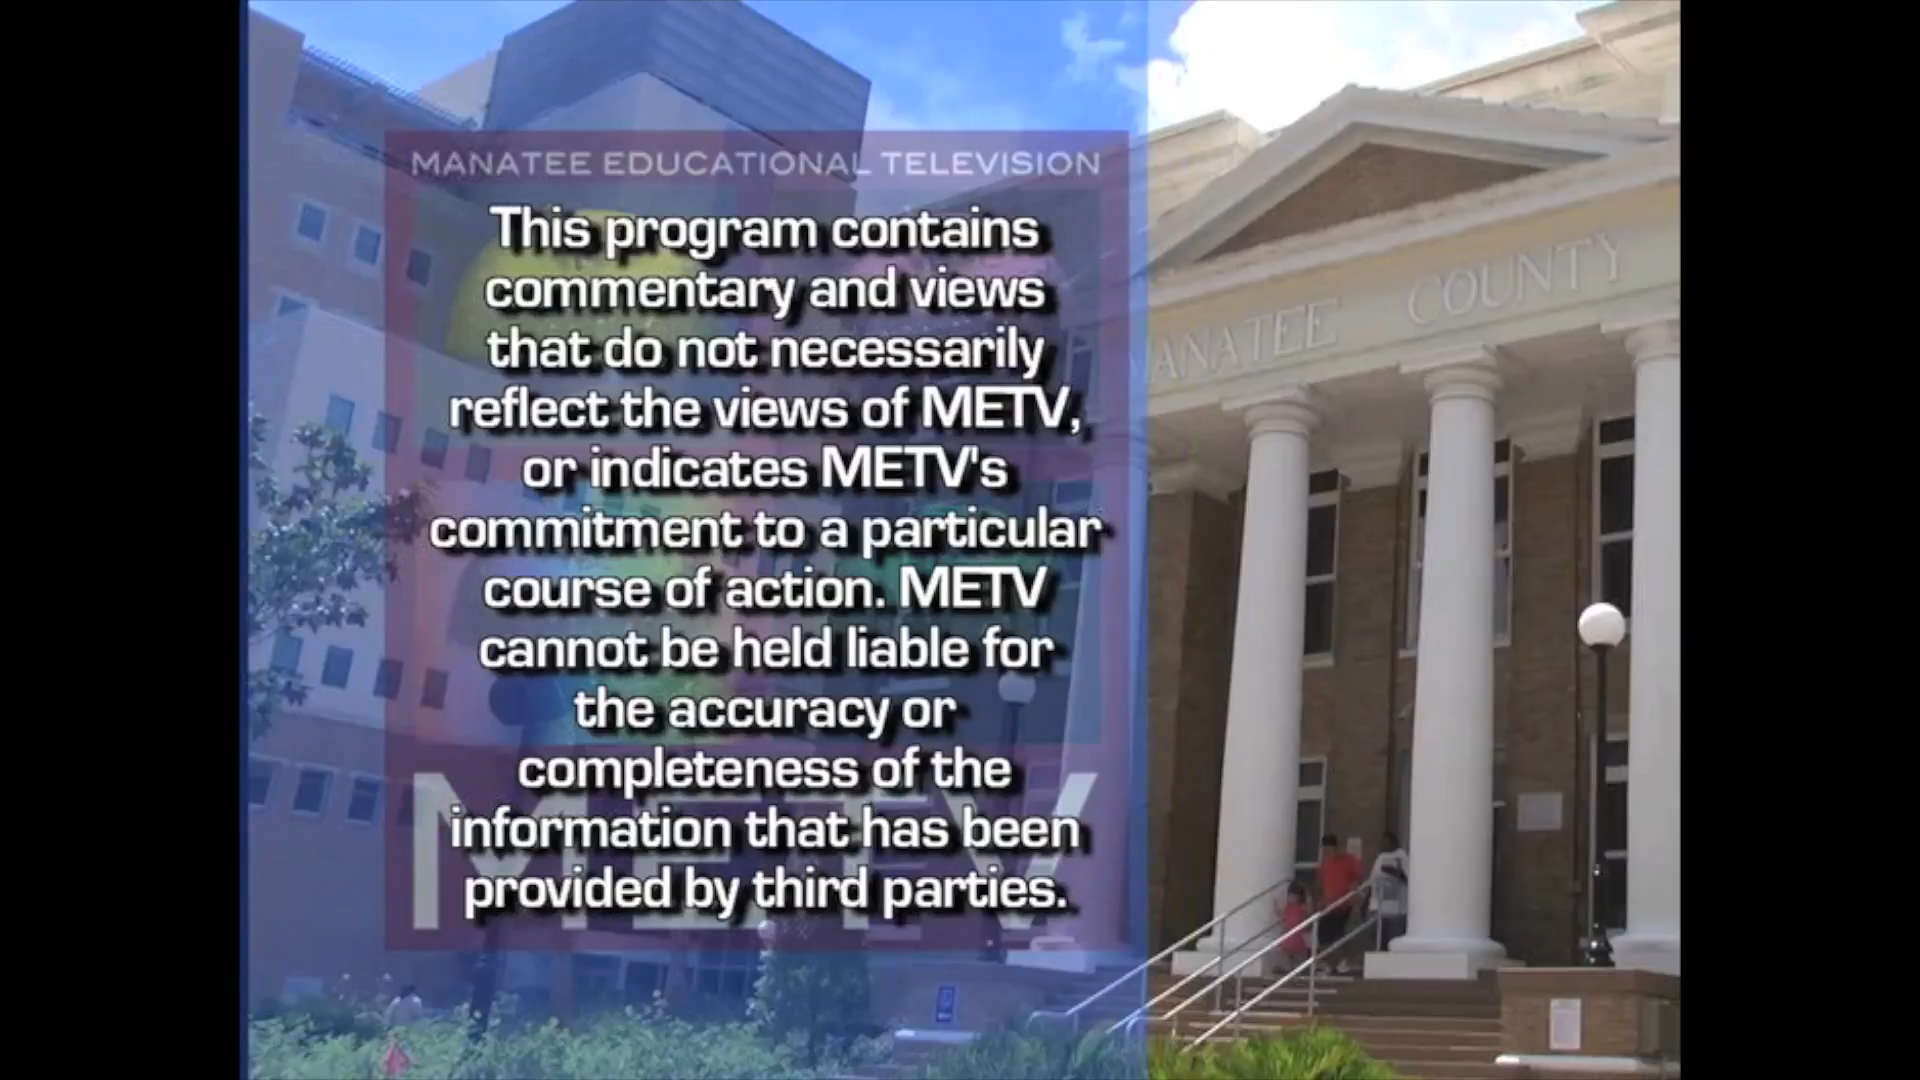 MANATEE EDUCATIONAL TELEVISION
This program contains
commentary and views
that do not necessarily
reflect the views of METV,
or indicates METV's
commitment to a particular
course of action. METV
cannot be held liable for
the accuracy or
completeness of the
information that has been
provided by third parties.
METV
MANATEE COUNTY